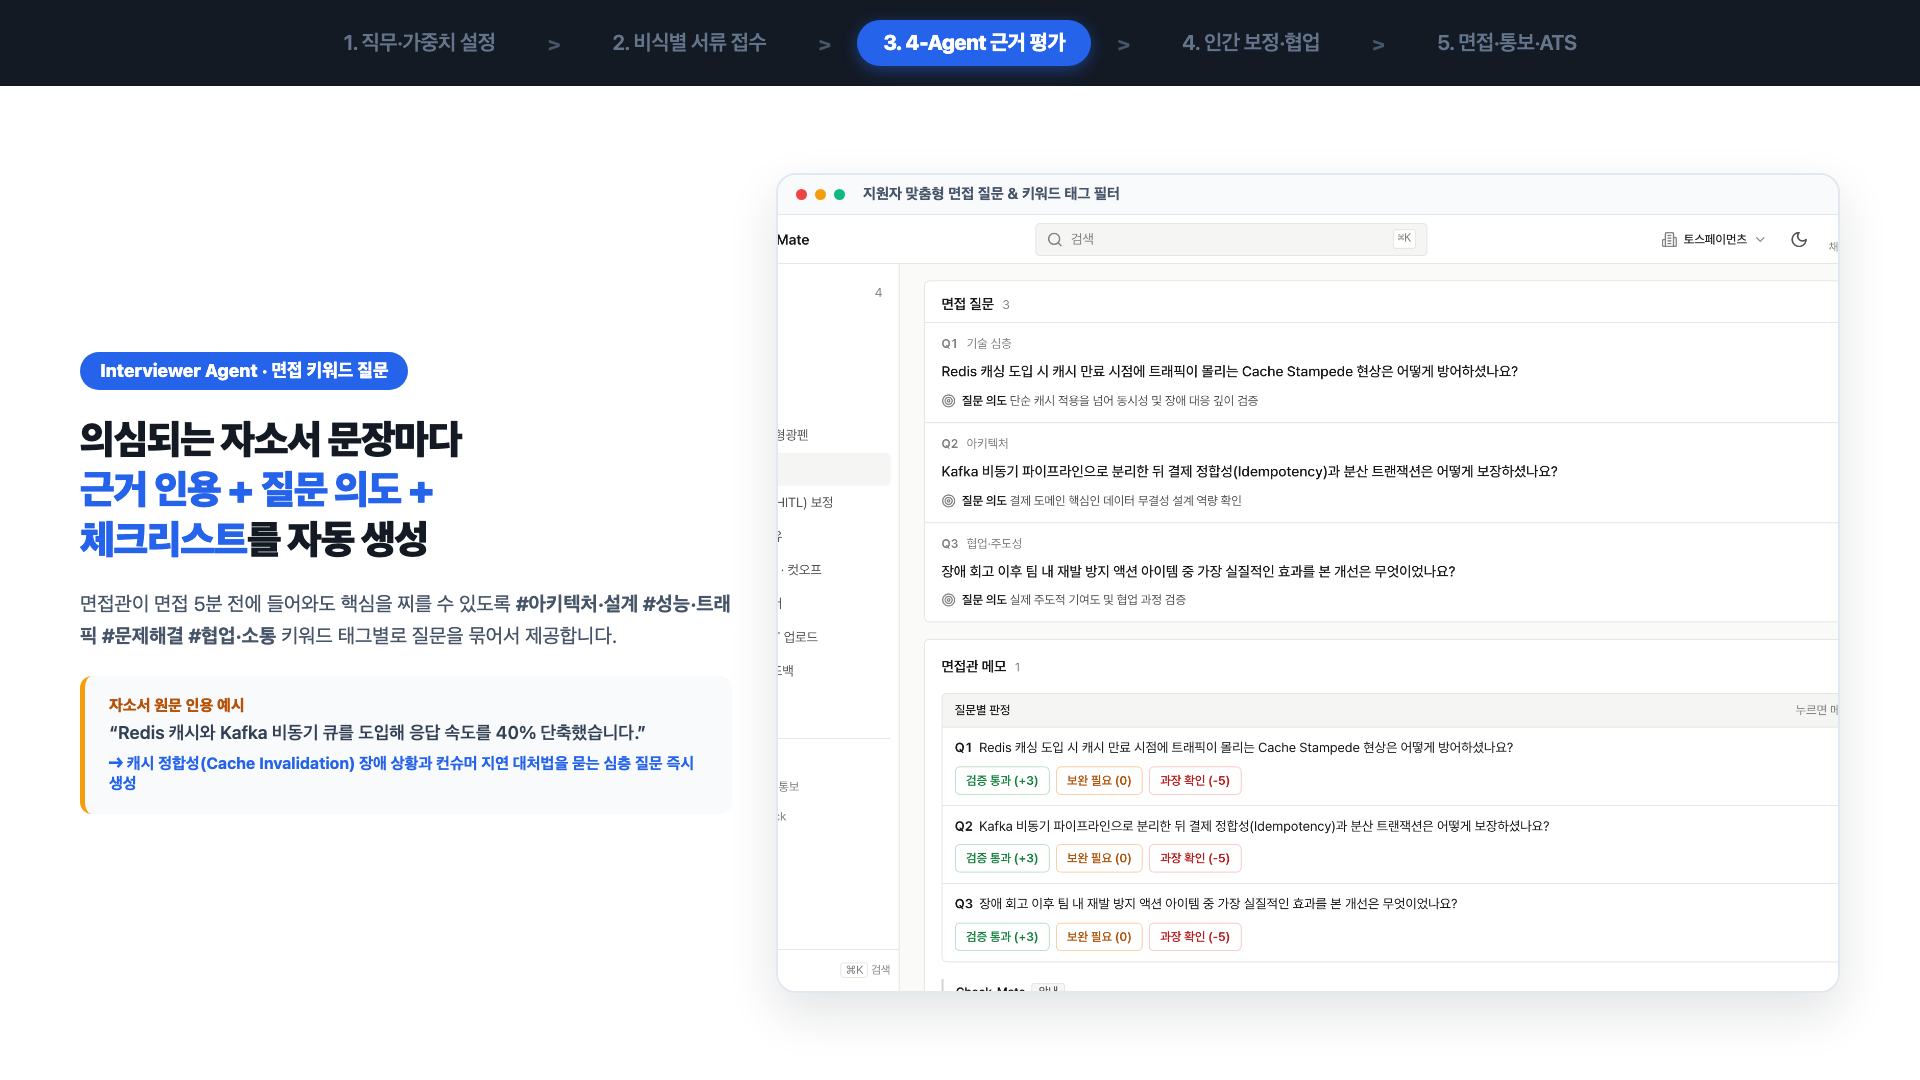 1. 직무·가중치 설정 > 2. 비식별 서류 접수 > 3. 4-Agent 근거 평가 > 4. 인간 보정·협업 > 5. 면접·통보·ATS
Interviewer Agent · 면접 키워드 질문
의심되는 자소서 문장마다
근거 인용 + 질문 의도 +
체크리스트를 자동 생성
면접관이 면접 5분 전에 들어와도 핵심을 찌를 수 있도록 #아키텍처·설계 #성능·트래
픽 #문제해결 #협업·소통 키워드 태그별로 질문을 묶어서 제공합니다.
자소서 원문 인용 예시
“Redis 캐시와 Kafka 비동기 큐를 도입해 응답 속도를 40% 단축했습니다.”
→ 캐시 정합성(Cache Invalidation) 장애 상황과 컨슈머 지연 대처법을 묻는 심층 질문 즉시
생성
지원자 맞춤형 면접 질문 & 키워드 태그 필터
Mate
검색 ⌘K
토스페이먼츠
채
4
형광펜
HITL) 보정
· 컷오프
업로드
드백
통보
ck
⌘K 검색
면접 질문 3
Q1 기술 심층
Redis 캐싱 도입 시 캐시 만료 시점에 트래픽이 몰리는 Cache Stampede 현상은 어떻게 방어하셨나요?
질문 의도 단순 캐시 적용을 넘어 동시성 및 장애 대응 깊이 검증
Q2 아키텍처
Kafka 비동기 파이프라인으로 분리한 뒤 결제 정합성(Idempotency)과 분산 트랜잭션은 어떻게 보장하셨나요?
질문 의도 결제 도메인 핵심인 데이터 무결성 설계 역량 확인
Q3 협업·주도성
장애 회고 이후 팀 내 재발 방지 액션 아이템 중 가장 실질적인 효과를 본 개선은 무엇이었나요?
질문 의도 실제 주도적 기여도 및 협업 과정 검증
면접관 메모 1
질문별 판정 누르면 메
Q1 Redis 캐싱 도입 시 캐시 만료 시점에 트래픽이 몰리는 Cache Stampede 현상은 어떻게 방어하셨나요?
검증 통과 (+3) 보완 필요 (0) 과장 확인 (-5)
Q2 Kafka 비동기 파이프라인으로 분리한 뒤 결제 정합성(Idempotency)과 분산 트랜잭션은 어떻게 보장하셨나요?
검증 통과 (+3) 보완 필요 (0) 과장 확인 (-5)
Q3 장애 회고 이후 팀 내 재발 방지 액션 아이템 중 가장 실질적인 효과를 본 개선은 무엇이었나요?
검증 통과 (+3) 보완 필요 (0) 과장 확인 (-5)
Check-Mate 안내